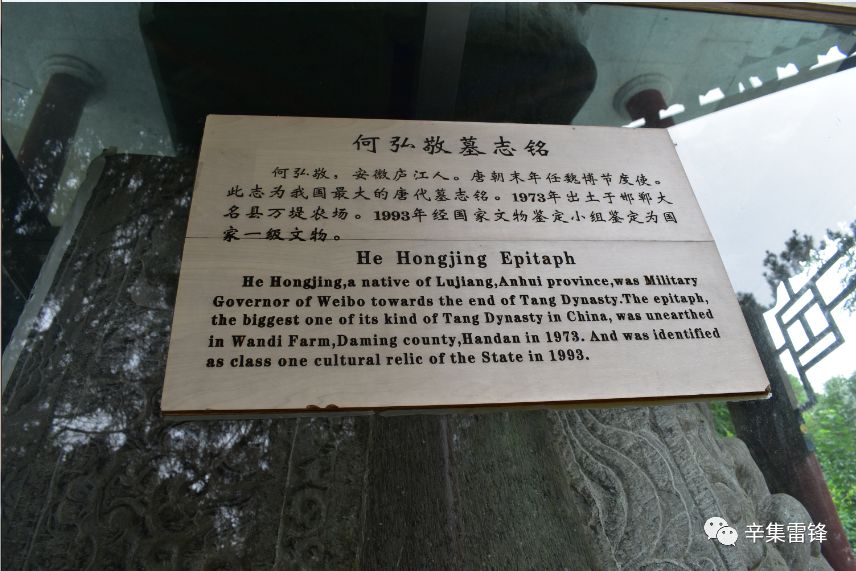 何弘敬墓志铭
何弘敬，安徽庐江人。唐朝末年任魏博节度使。
此志为我国最大的唐代墓志铭。1973年出土于邯郸大
名县万堤农场。1993年经国家文物鉴定小组鉴定为国
家一级文物。
He Hongjing Epitaph
He Hongjing,a native of Lujiang,Anhui province,was Military
Governor of Weibo towards the end of Tang Dynasty.The epitaph,
the biggest one of its kind of Tang Dynasty in China, was unearthed
in Wandi Farm,Daming county,Handan in 1973. And was identified
as class one cultural relic of the State in 1993.
辛集雷锋